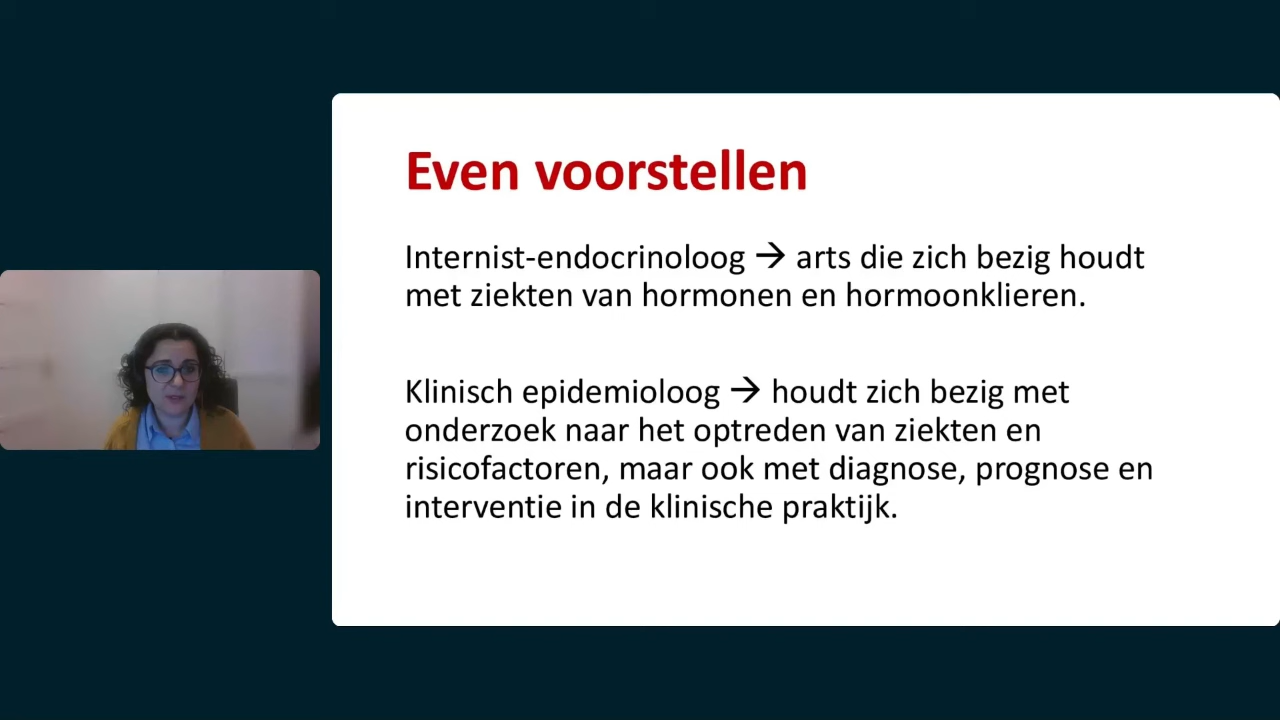 Even voorstellen
Internist-endocrinoloog → arts die zich bezig houdt
met ziekten van hormonen en hormoonklieren.
Klinisch epidemioloog → houdt zich bezig met
onderzoek naar het optreden van ziekten en
risicofactoren, maar ook met diagnose, prognose en
interventie in de klinische praktijk.